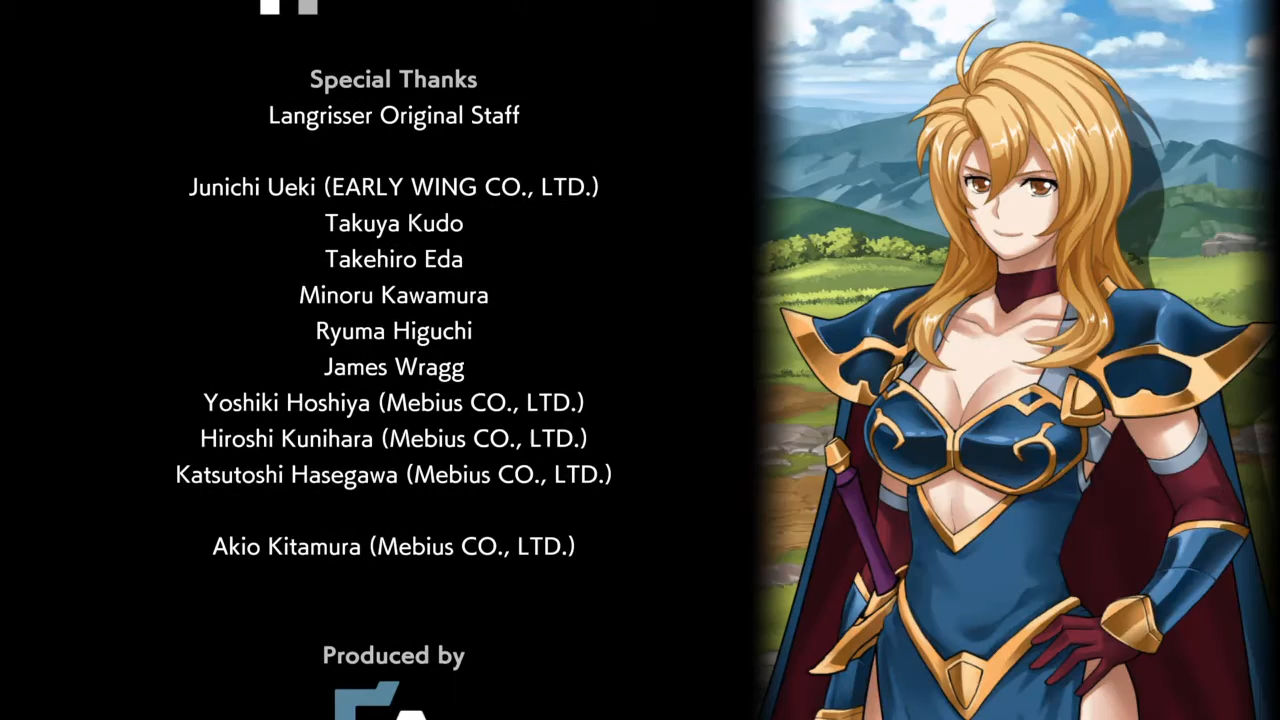 Special Thanks
Langrisser Original Staff
Junichi Ueki (EARLY WING CO., LTD.)
Takuya Kudo
Takehiro Eda
Minoru Kawamura
Ryuma Higuchi
James Wragg
Yoshiki Hoshiya (Mebius CO., LTD.)
Hiroshi Kunihara (Mebius CO., LTD.)
Katsutoshi Hasegawa (Mebius CO., LTD.)
Akio Kitamura (Mebius CO., LTD.)
Produced by